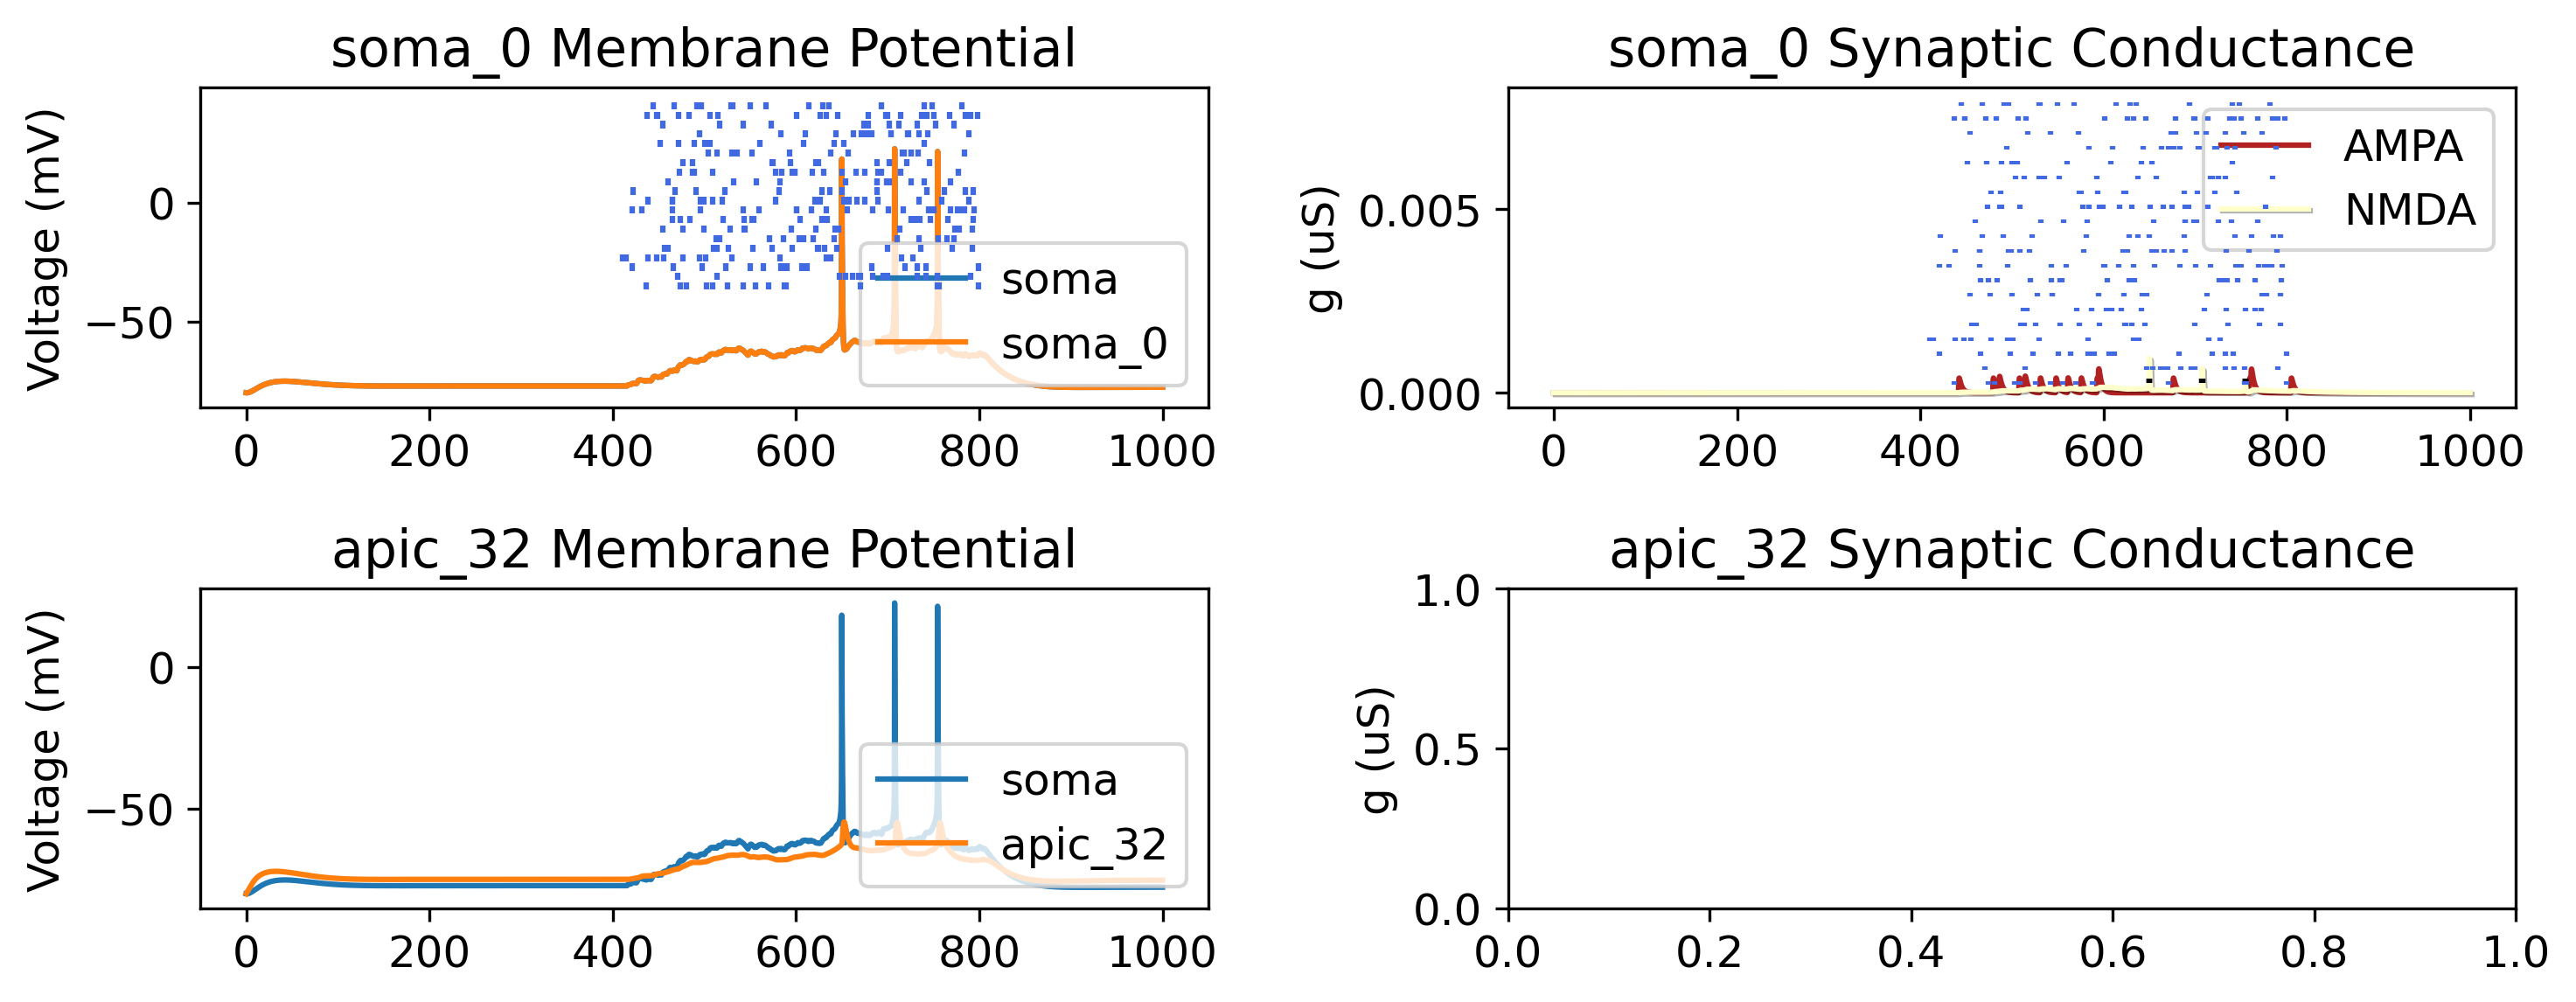 soma_0 Membrane Potential
Voltage (mV)
0
−50
soma
soma_0
0 200 400 600 800 1000
soma_0 Synaptic Conductance
g (uS)
0.005
0.000
AMPA
NMDA
0 200 400 600 800 1000
apic_32 Membrane Potential
Voltage (mV)
0
−50
soma
apic_32
0 200 400 600 800 1000
apic_32 Synaptic Conductance
g (uS)
1.0
0.5
0.0
0.0 0.2 0.4 0.6 0.8 1.0